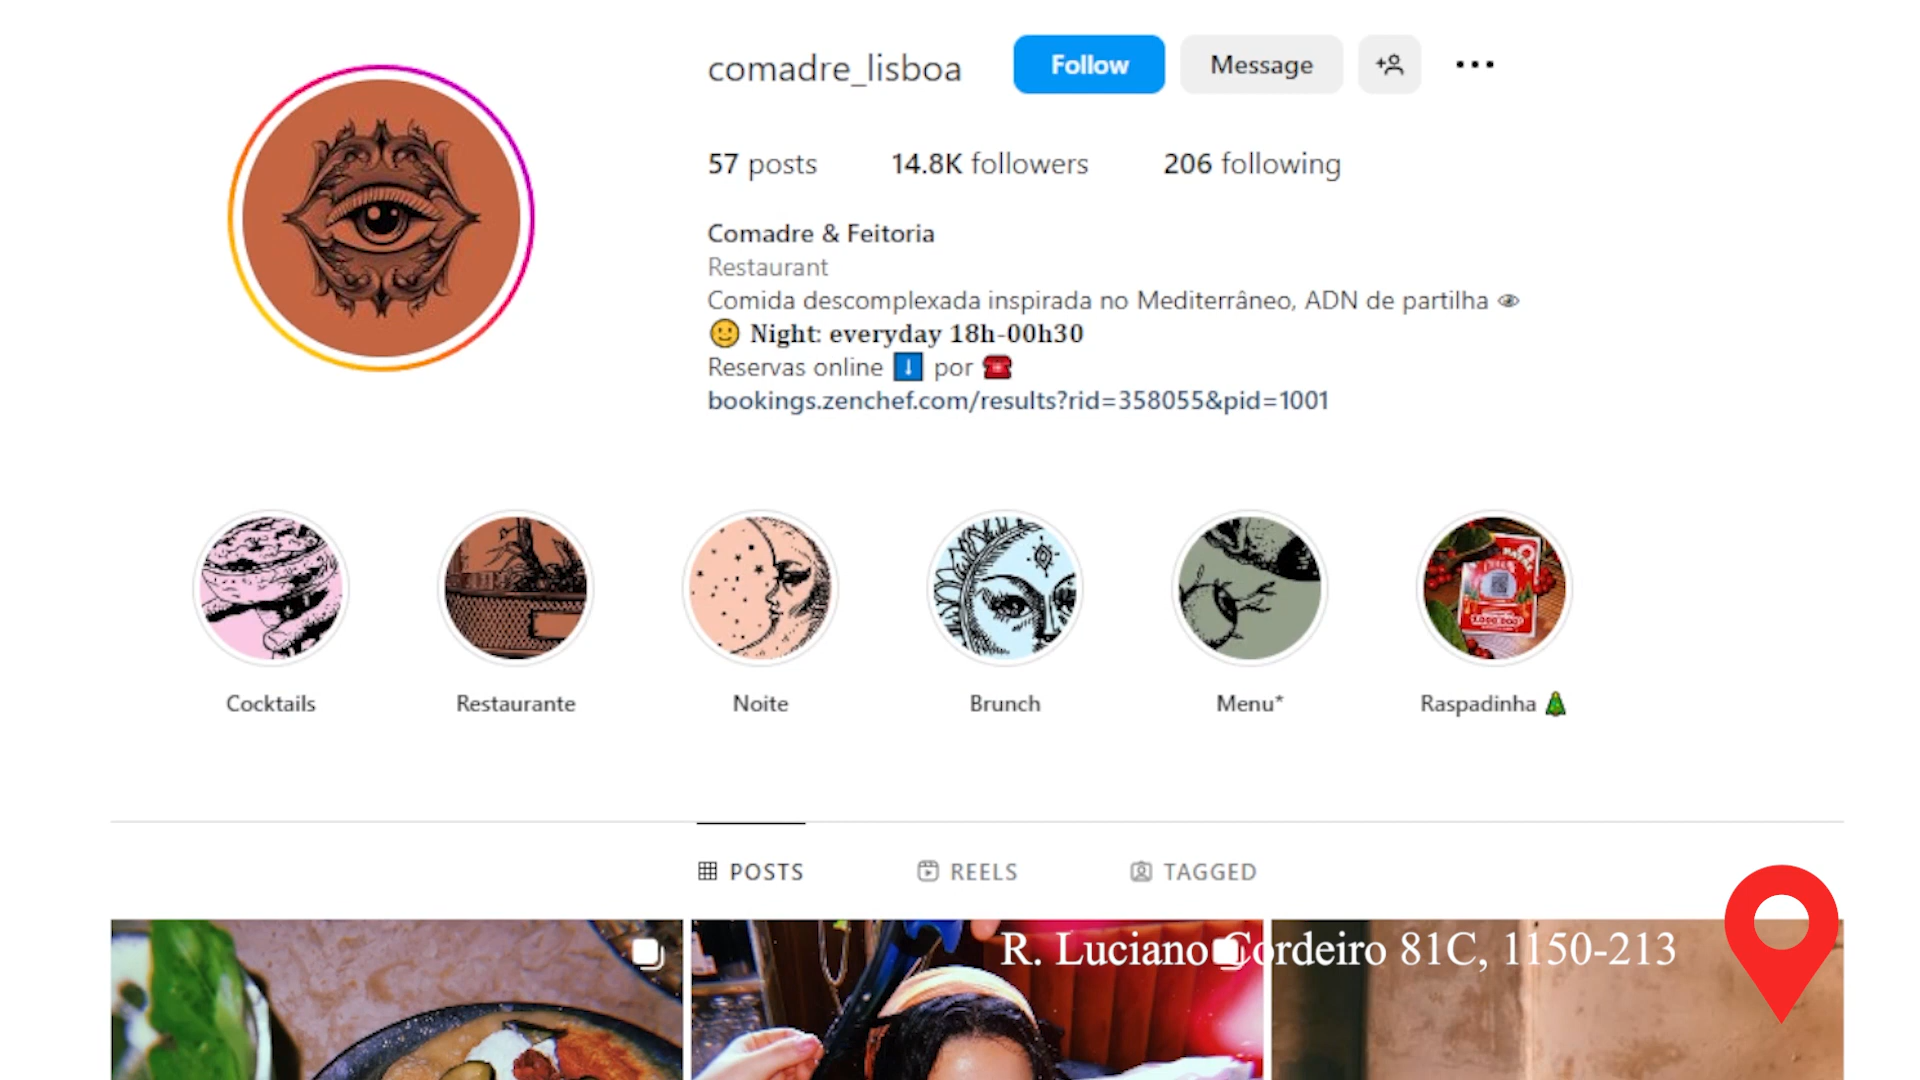 comadre_lisboa Follow Message
57 posts 14.8K followers 206 following
Comadre & Feitoria
Restaurant
Comida descomplexada inspirada no Mediterrâneo, ADN de partilha 👁
🙂 Night: everyday 18h-00h30
Reservas online ⬇️ por ☎️
bookings.zenchef.com/results?rid=358055&pid=1001
Cocktails Restaurante Noite Brunch Menu* Raspadinha 🎄
POSTS REELS TAGGED
R. Luciano Cordeiro 81C, 1150-213